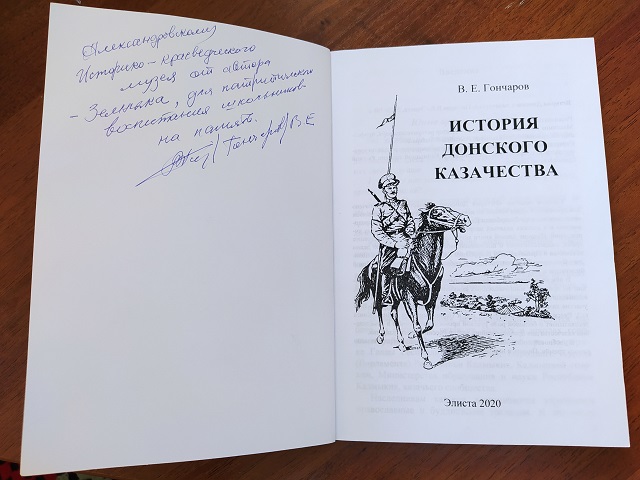 Александровскому
Историко-краеведческого
музея от автора
- Земляка, для патриотического
воспитания школьников
на память.
/Гончаров/ В Е
В. Е. Гончаров
ИСТОРИЯ
ДОНСКОГО
КАЗАЧЕСТВА
Элиста 2020